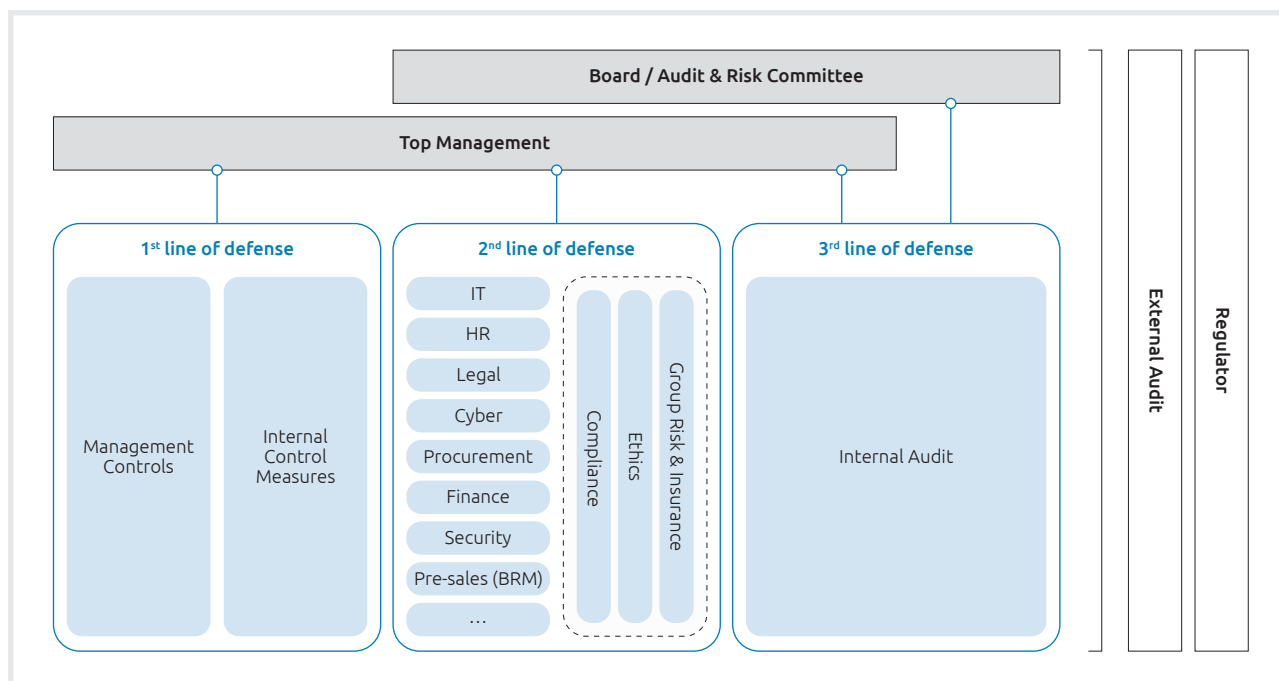 Board / Audit & Risk Committee
Top Management
1st line of defense
Management
Controls
Internal
Control
Measures
2nd line of defense
IT
HR
Legal
Cyber
Procurement
Finance
Security
Pre-sales (BRM)
...
Compliance
Ethics
Group Risk & Insurance
3rd line of defense
Internal Audit
External Audit
Regulator